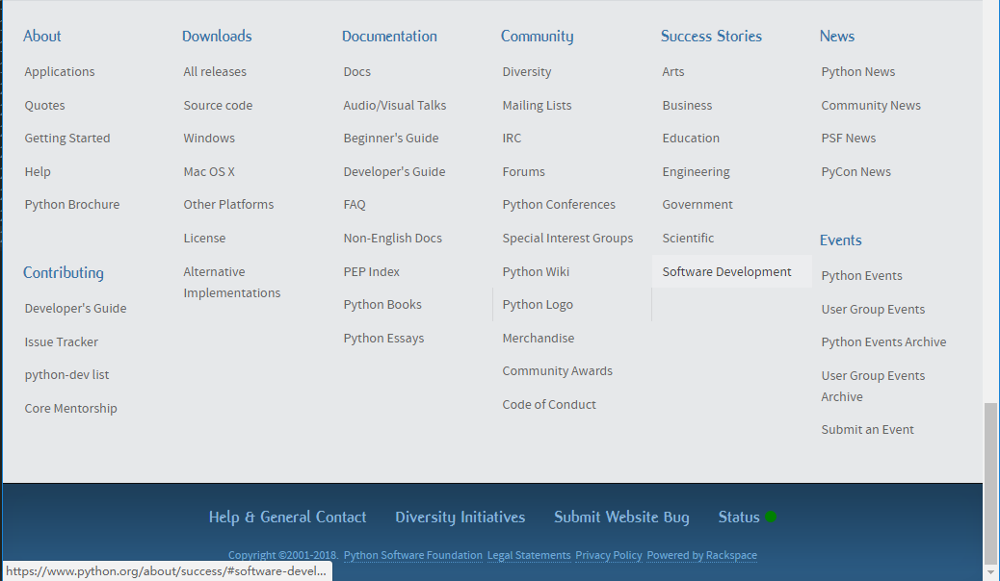 About
Applications
Quotes
Getting Started
Help
Python Brochure
Contributing
Developer's Guide
Issue Tracker
python-dev list
Core Mentorship
Downloads
All releases
Source code
Windows
Mac OS X
Other Platforms
License
Alternative
Implementations
Documentation
Docs
Audio/Visual Talks
Beginner's Guide
Developer's Guide
FAQ
Non-English Docs
PEP Index
Python Books
Python Essays
Community
Diversity
Mailing Lists
IRC
Forums
Python Conferences
Special Interest Groups
Python Wiki
Python Logo
Merchandise
Community Awards
Code of Conduct
Success Stories
Arts
Business
Education
Engineering
Government
Scientific
Software Development
News
Python News
Community News
PSF News
PyCon News
Events
Python Events
User Group Events
Python Events Archive
User Group Events
Archive
Submit an Event
Help & General Contact Diversity Initiatives Submit Website Bug Status
Copyright ©2001-2018. Python Software Foundation Legal Statements Privacy Policy Powered by Rackspace
https://www.python.org/about/success/#software-devel...